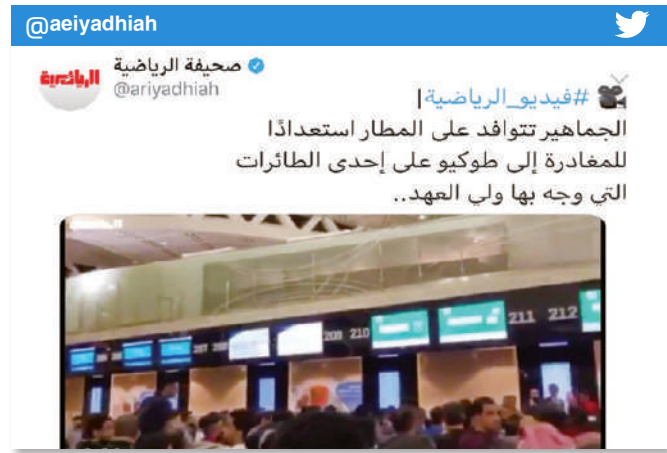 @aeiyadhiah
صحيفة الرياضية
الرياضية
@ariyadhiah
#فيديو_الرياضية|
الجماهير تتوافد على المطار استعدادًا
للمغادرة إلى طوكيو على إحدى الطائرات
التي وجه بها ولي العهد..
208 210 211 212